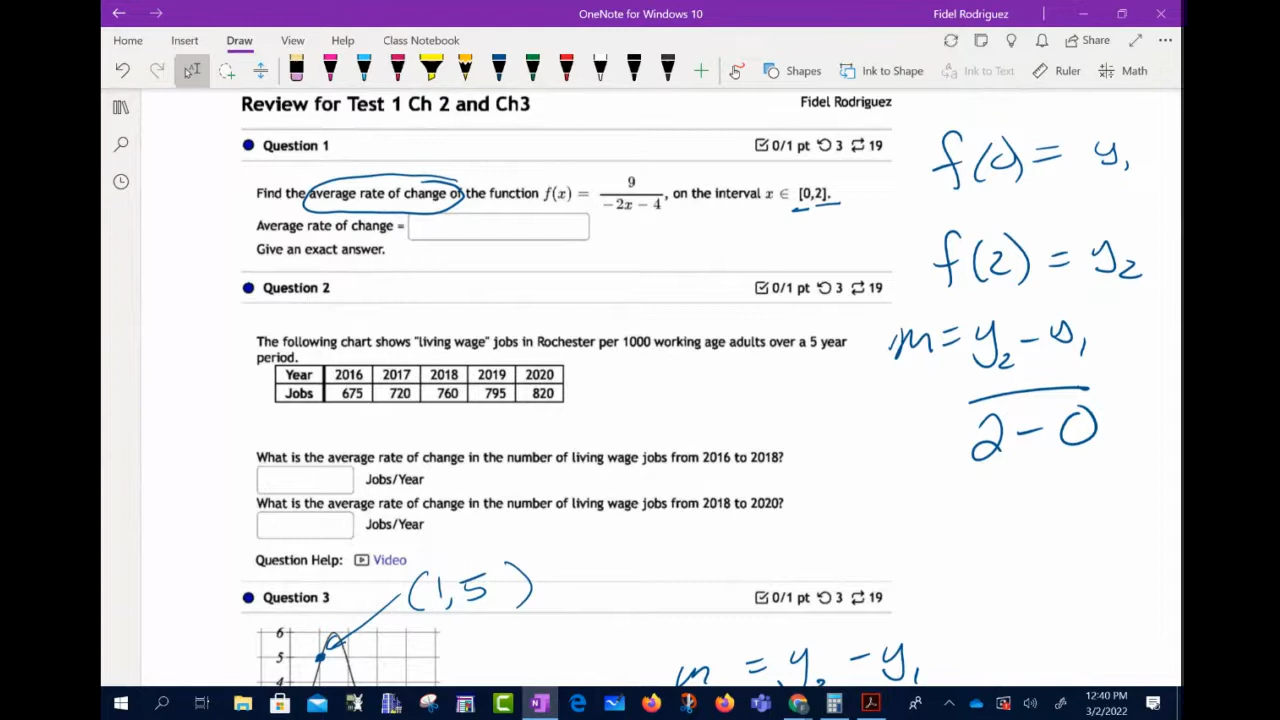 OneNote for Windows 10
Fidel Rodriguez
Home Insert Draw View Help Class Notebook
Share
Shapes Ink to Shape Ink to Text Ruler Math
Review for Test 1 Ch 2 and Ch3
Fidel Rodriguez
Question 1
0/1 pt 3 19
Find the average rate of change of the function f(x) = 9 / (−2x − 4), on the interval x ∈ [0,2].
Average rate of change =
Give an exact answer.
Question 2
0/1 pt 3 19
The following chart shows "living wage" jobs in Rochester per 1000 working age adults over a 5 year
period.
Year 2016 2017 2018 2019 2020
Jobs 675 720 760 795 820
What is the average rate of change in the number of living wage jobs from 2016 to 2018?
Jobs/Year
What is the average rate of change in the number of living wage jobs from 2018 to 2020?
Jobs/Year
Question Help: Video
Question 3
0/1 pt 3 19
(1,5)
6
5
4
f(0) = y₁
f(2) = y₂
m = y₂ − y₁
2 − 0
m = y₂ − y₁
12:40 PM
3/2/2022